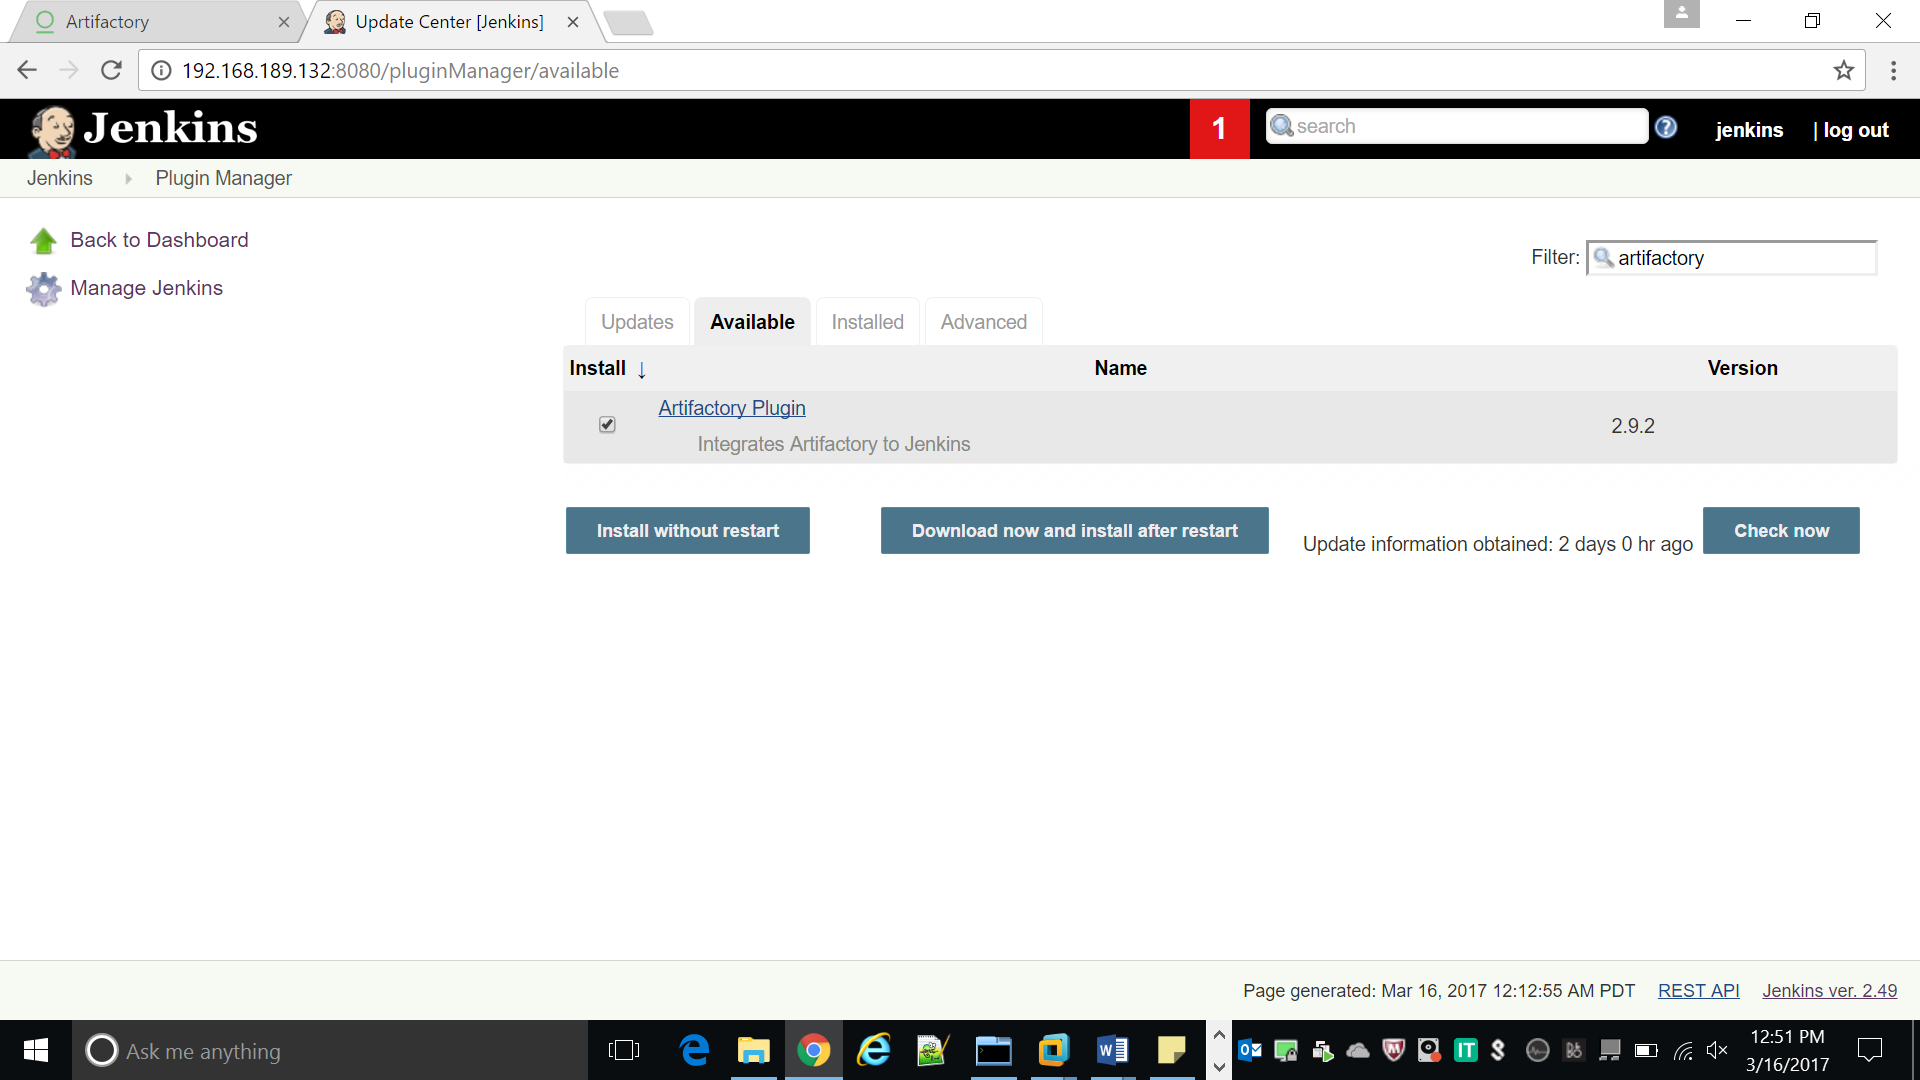 Artifactory
Update Center [Jenkins]
192.168.189.132:8080/pluginManager/available
Jenkins
1
search
jenkins
| log out
Jenkins
Plugin Manager
Back to Dashboard
Manage Jenkins
Filter:
artifactory
Updates
Available
Installed
Advanced
Install ↓
Name
Version
Artifactory Plugin
Integrates Artifactory to Jenkins
2.9.2
Install without restart
Download now and install after restart
Update information obtained: 2 days 0 hr ago
Check now
Page generated: Mar 16, 2017 12:12:55 AM PDT
REST API
Jenkins ver. 2.49
Ask me anything
IT
12:51 PM
3/16/2017